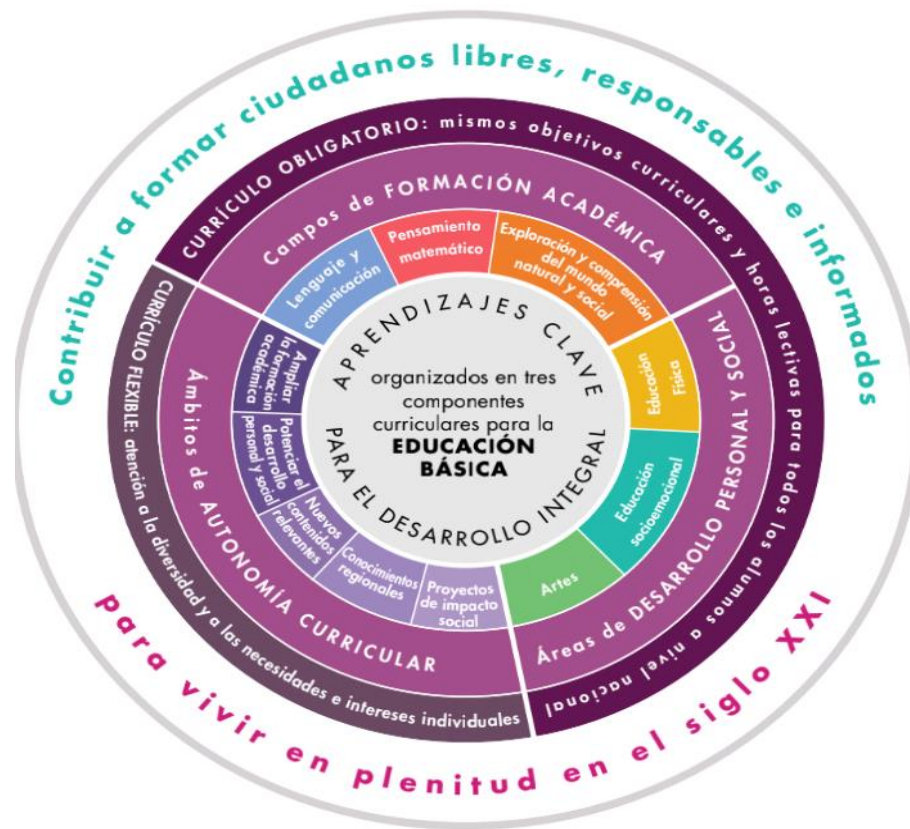 Contribuir a formar ciudadanos libres, responsables e informados
para vivir en plenitud en el siglo XXI
CURRÍCULO OBLIGATORIO: mismos objetivos curriculares y horas lectivas para todos los alumnos a nivel nacional
CURRÍCULO FLEXIBLE: atención a la diversidad y a las necesidades e intereses individuales
Campos de FORMACIÓN ACADÉMICA
Lenguaje y
comunicación
Pensamiento
matemático
Exploración y comprensión
del mundo
natural y social
Áreas de DESARROLLO PERSONAL Y SOCIAL
Educación
Física
Educación
socioemocional
Artes
Ámbitos de AUTONOMÍA CURRICULAR
Ampliar
la formación
académica
Potenciar el
desarrollo
personal y social
Nuevos
contenidos
relevantes
Conocimientos
regionales
Proyectos
de impacto
social
APRENDIZAJES CLAVE
organizados en tres
componentes
curriculares para la
EDUCACIÓN
BÁSICA
PARA EL DESARROLLO INTEGRAL